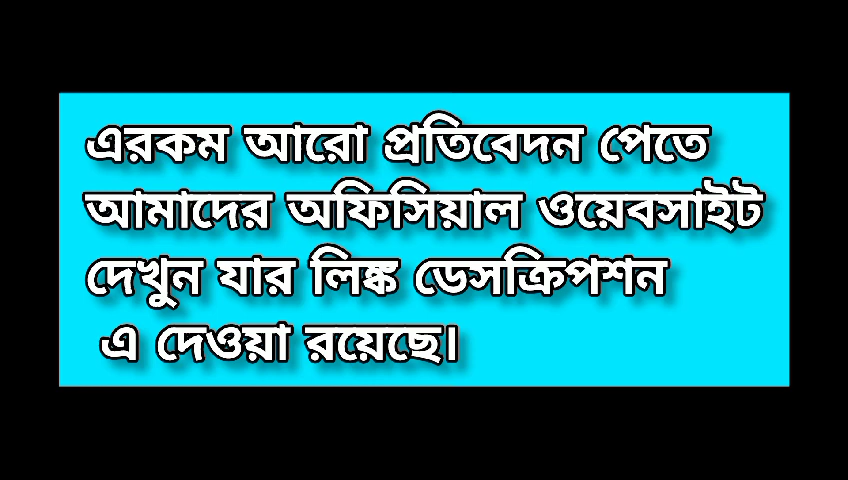 এরকম আরো প্রতিবেদন পেতে
আমাদের অফিসিয়াল ওয়েবসাইট
দেখুন যার লিঙ্ক ডেসক্রিপশন
এ দেওয়া রয়েছে।